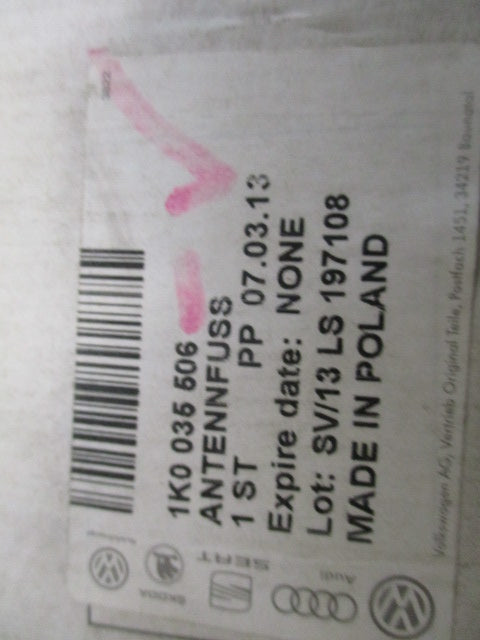 1K0 035 506
ANTENNFUSS
1 ST PP 07.03.13
Expire date: NONE
Lot: SV/13 LS 197108
MADE IN POLAND
Volkswagen AG, Vertrieb Original Teile, Postfach 1451, 34219 Baunatal
ŠKODA
SEAT
Audi